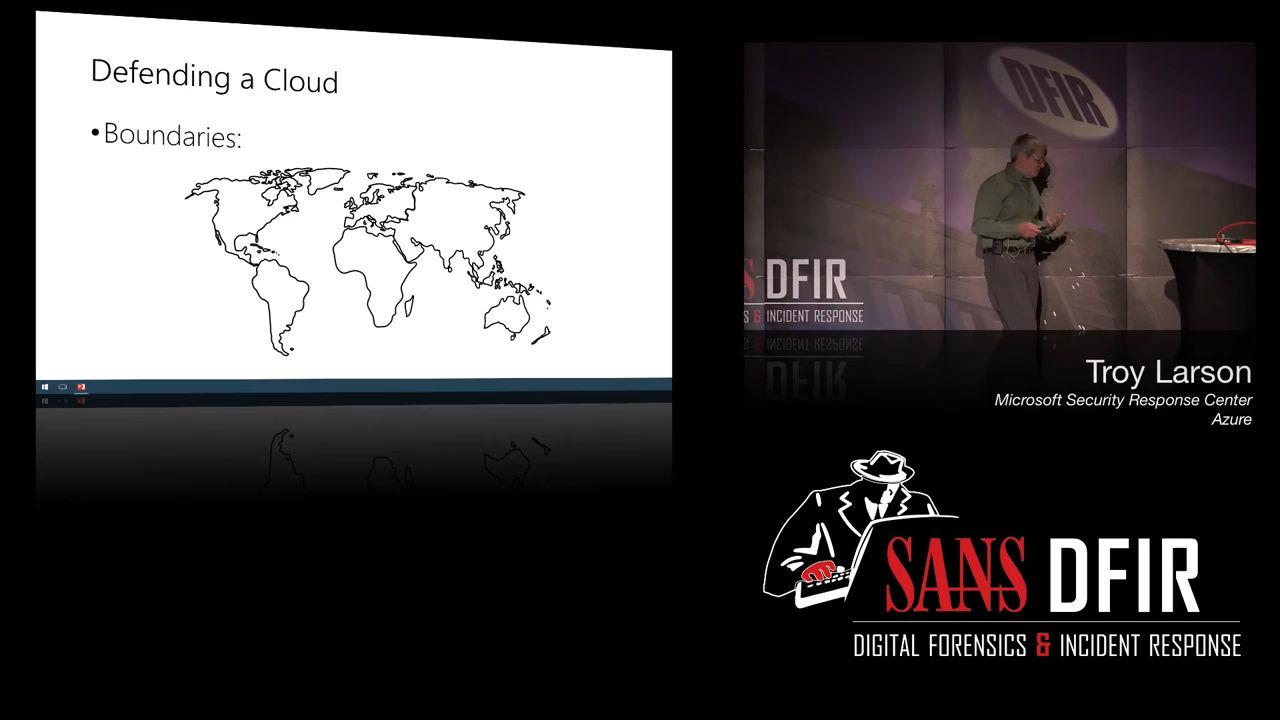 Defending a Cloud
•Boundaries:
DFIR
S DFIR
S & INCIDENT RESPONSE
Troy Larson
Microsoft Security Response Center
Azure
SANS DFIR
DIGITAL FORENSICS & INCIDENT RESPONSE